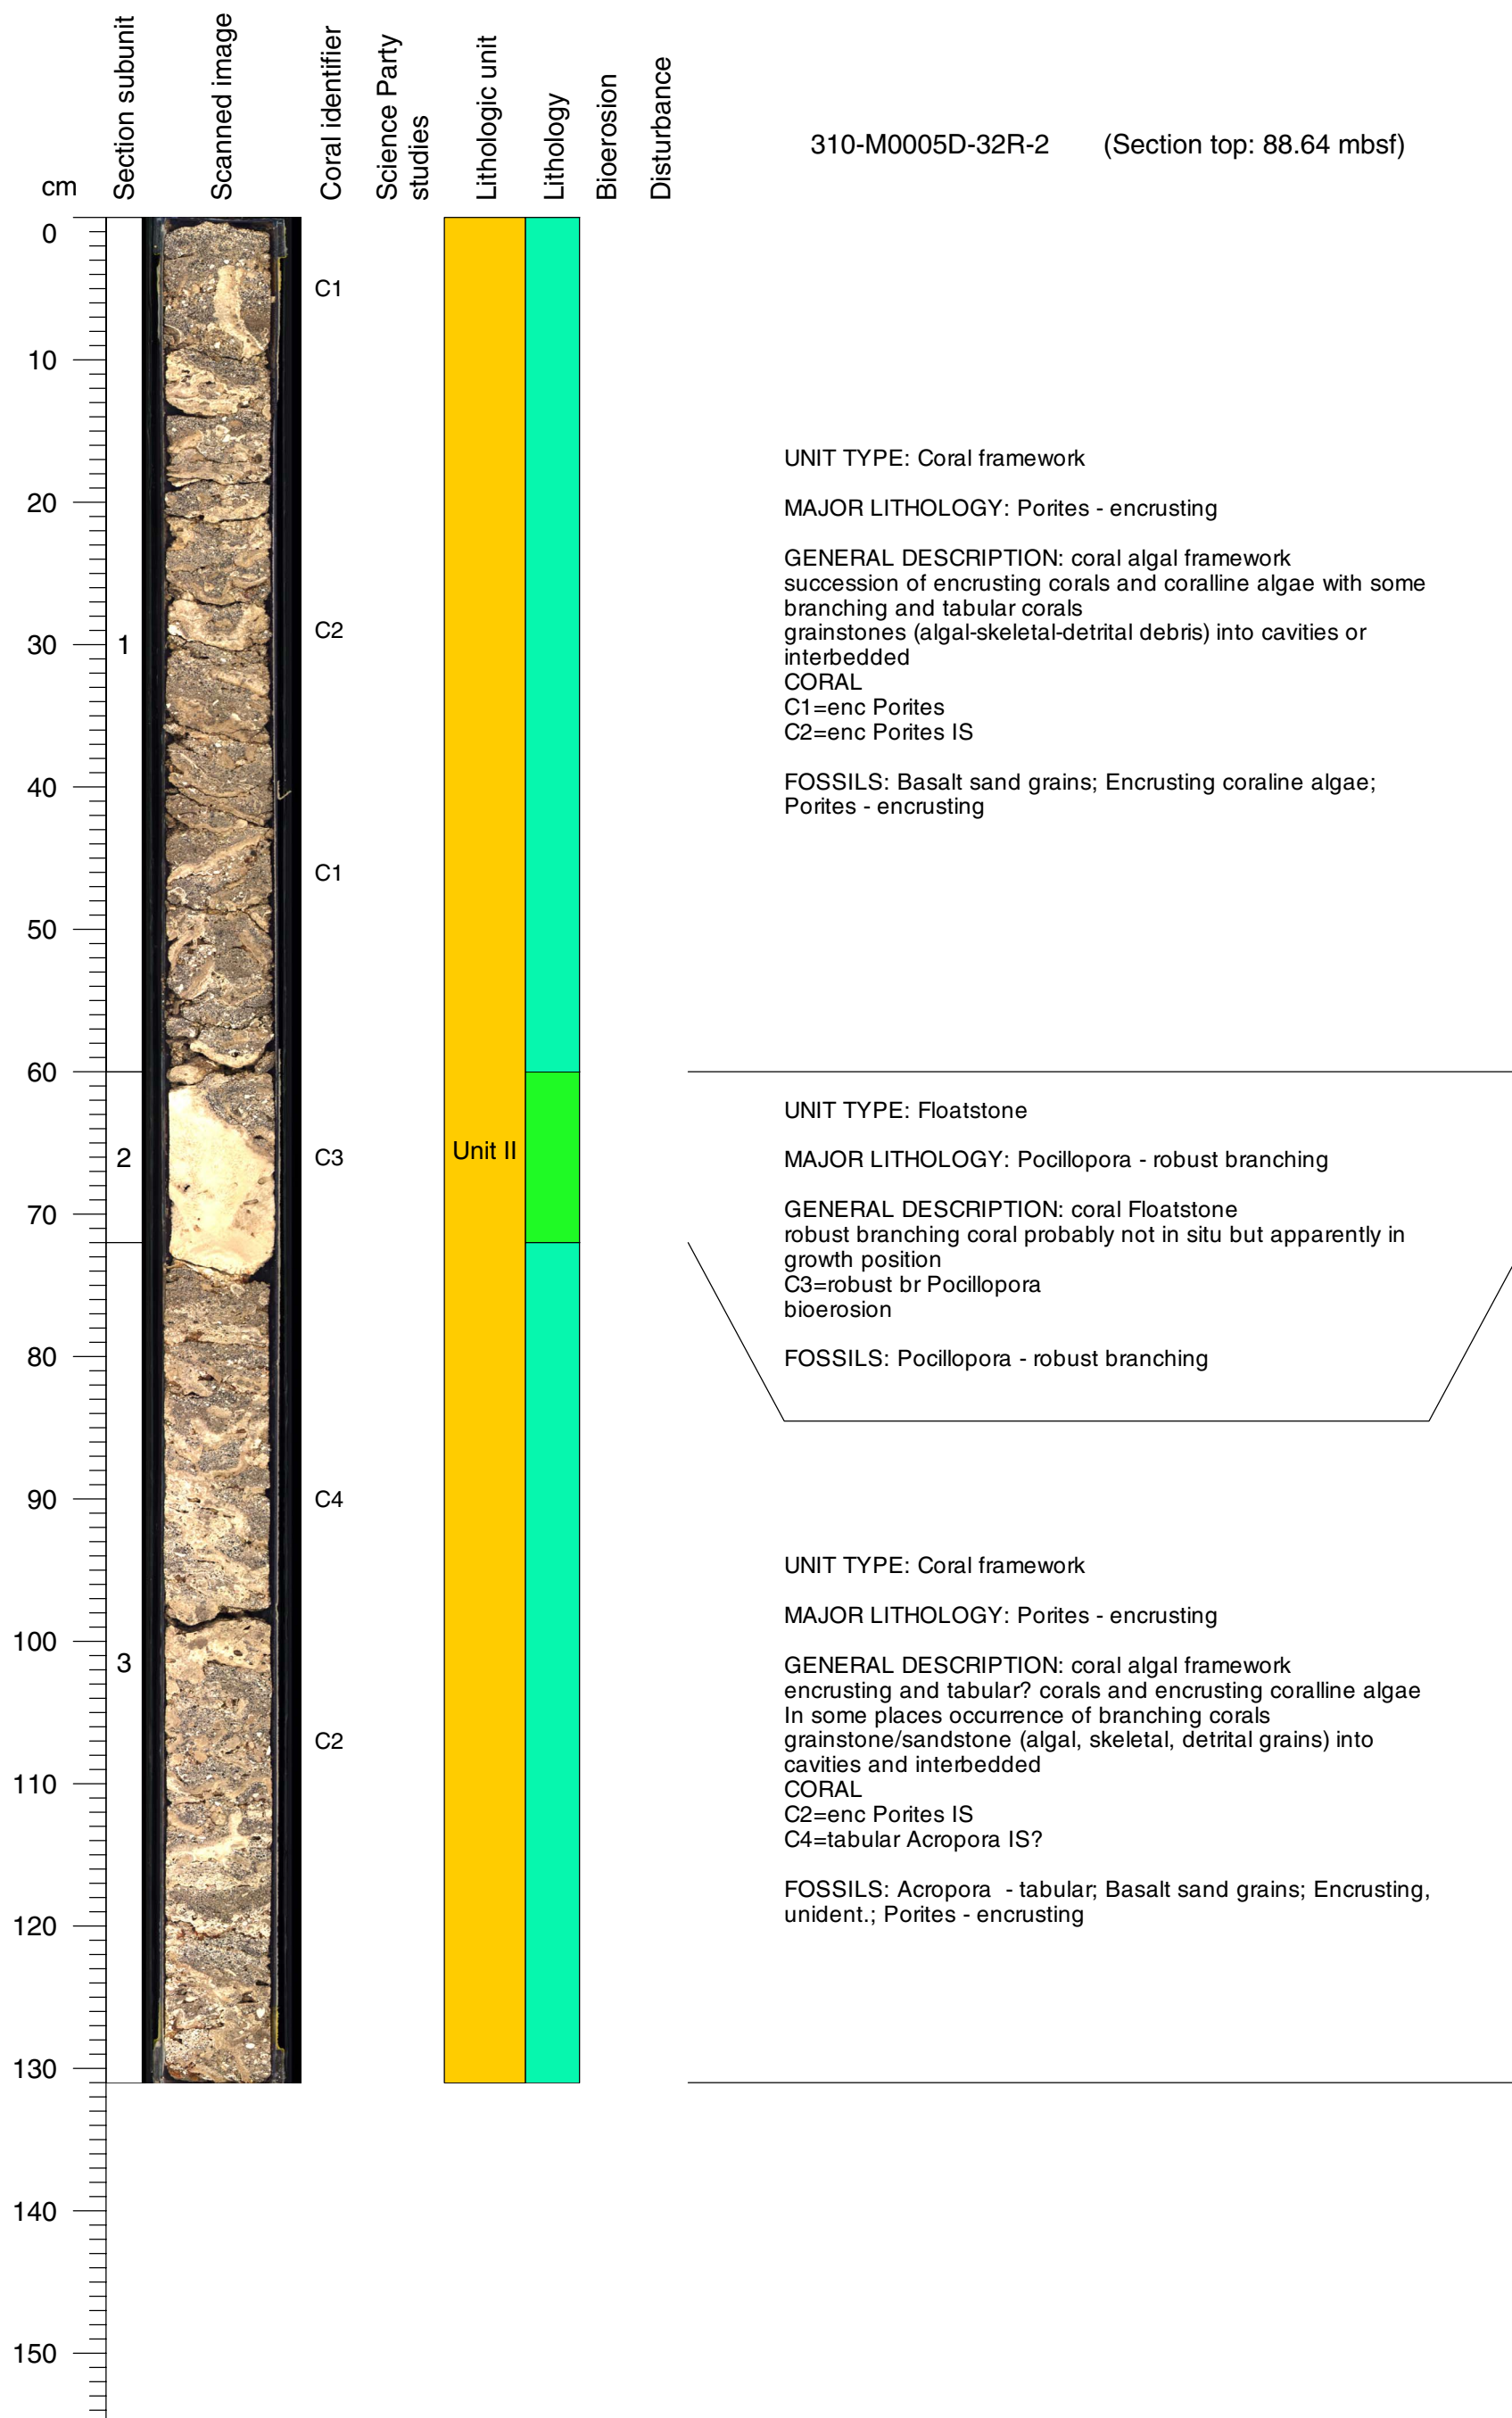 cm
Section subunit
Scanned image
Coral identifier
Science Party
studies
Lithologic unit
Lithology
Bioerosion
Disturbance
310-M0005D-32R-2 (Section top: 88.64 mbsf)
0
10
20
30
40
50
60
70
80
90
100
110
120
130
140
150
1
2
3
C1
C2
C1
C3
C4
C2
Unit II
UNIT TYPE: Coral framework
MAJOR LITHOLOGY: Porites - encrusting
GENERAL DESCRIPTION: coral algal framework
succession of encrusting corals and coralline algae with some
branching and tabular corals
grainstones (algal-skeletal-detrital debris) into cavities or
interbedded
CORAL
C1=enc Porites
C2=enc Porites IS
FOSSILS: Basalt sand grains; Encrusting coraline algae;
Porites - encrusting
UNIT TYPE: Floatstone
MAJOR LITHOLOGY: Pocillopora - robust branching
GENERAL DESCRIPTION: coral Floatstone
robust branching coral probably not in situ but apparently in
growth position
C3=robust br Pocillopora
bioerosion
FOSSILS: Pocillopora - robust branching
UNIT TYPE: Coral framework
MAJOR LITHOLOGY: Porites - encrusting
GENERAL DESCRIPTION: coral algal framework
encrusting and tabular? corals and encrusting coralline algae
In some places occurrence of branching corals
grainstone/sandstone (algal, skeletal, detrital grains) into
cavities and interbedded
CORAL
C2=enc Porites IS
C4=tabular Acropora IS?
FOSSILS: Acropora - tabular; Basalt sand grains; Encrusting,
unident.; Porites - encrusting